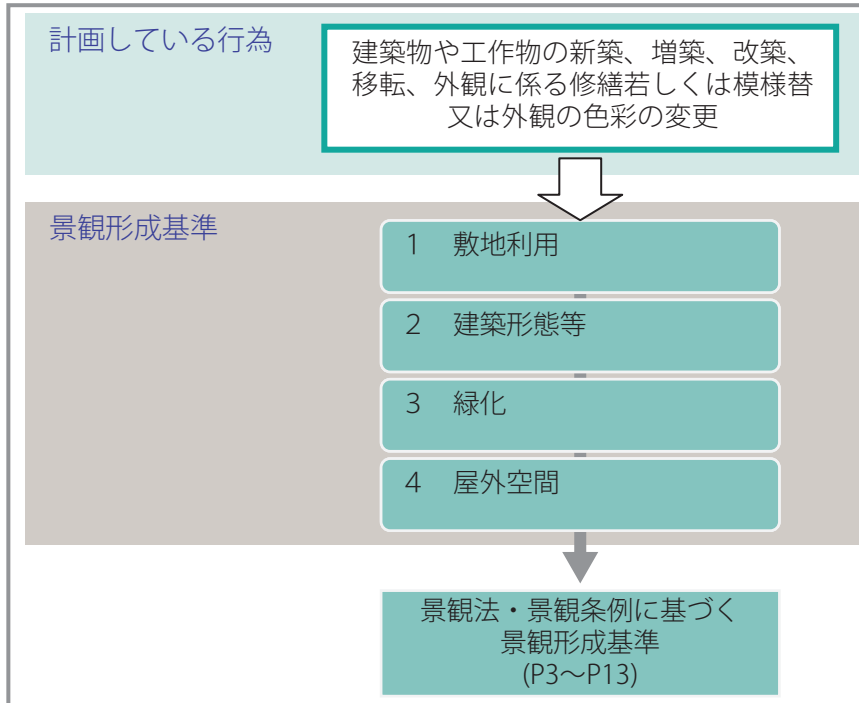 計画している行為
建築物や工作物の新築、増築、改築、
移転、外観に係る修繕若しくは模様替
又は外観の色彩の変更
景観形成基準
1 敷地利用
2 建築形態等
3 緑化
4 屋外空間
景観法・景観条例に基づく
景観形成基準
(P3～P13)